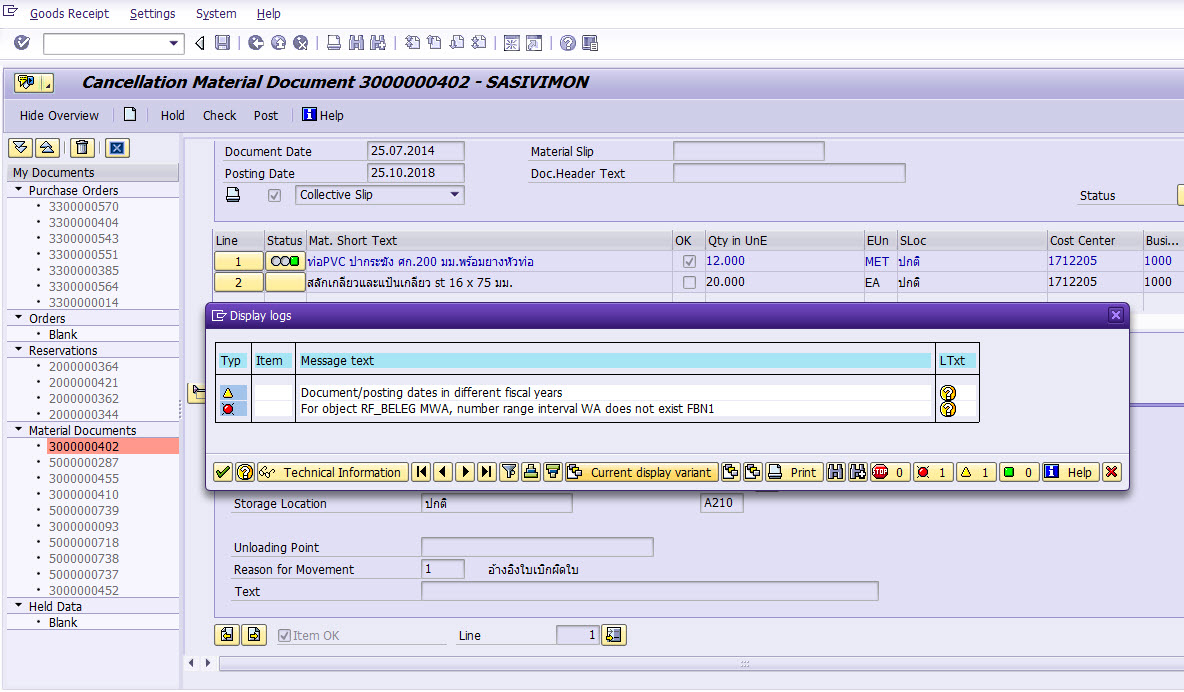 Goods Receipt Settings System Help
Cancellation Material Document 3000000402 - SASIVIMON
Hide Overview Hold Check Post Help
My Documents
Purchase Orders
3300000570
3300000404
3300000543
3300000551
3300000385
3300000564
3300000014
Orders
Blank
Reservations
2000000364
2000000421
2000000362
2000000344
Material Documents
3000000402
5000000287
3000000455
3000000410
5000000739
3000000093
5000000718
5000000738
5000000737
3000000452
Held Data
Blank
Document Date 25.07.2014 Material Slip
Posting Date 25.10.2018 Doc.Header Text
Collective Slip Status
Line Status Mat. Short Text OK Qty in UnE EUn SLoc Cost Center Busi...
1 ท่อPVC ปากระฆัง ศก.200 มม.พร้อมยางหัวท่อ 12.000 MET ปกติ 1712205 1000
2 สลักเกลียวและแป้นเกลียว st 16 x 75 มม. 20.000 EA ปกติ 1712205 1000
Display logs
Typ Item Message text LTxt
Document/posting dates in different fiscal years
For object RF_BELEG MWA, number range interval WA does not exist FBN1
Technical Information Current display variant Print STOP 0 1 1 0 Help
Storage Location ปกติ A210
Unloading Point
Reason for Movement 1 อ้างอิงใบเบิกผิดใบ
Text
Item OK Line 1